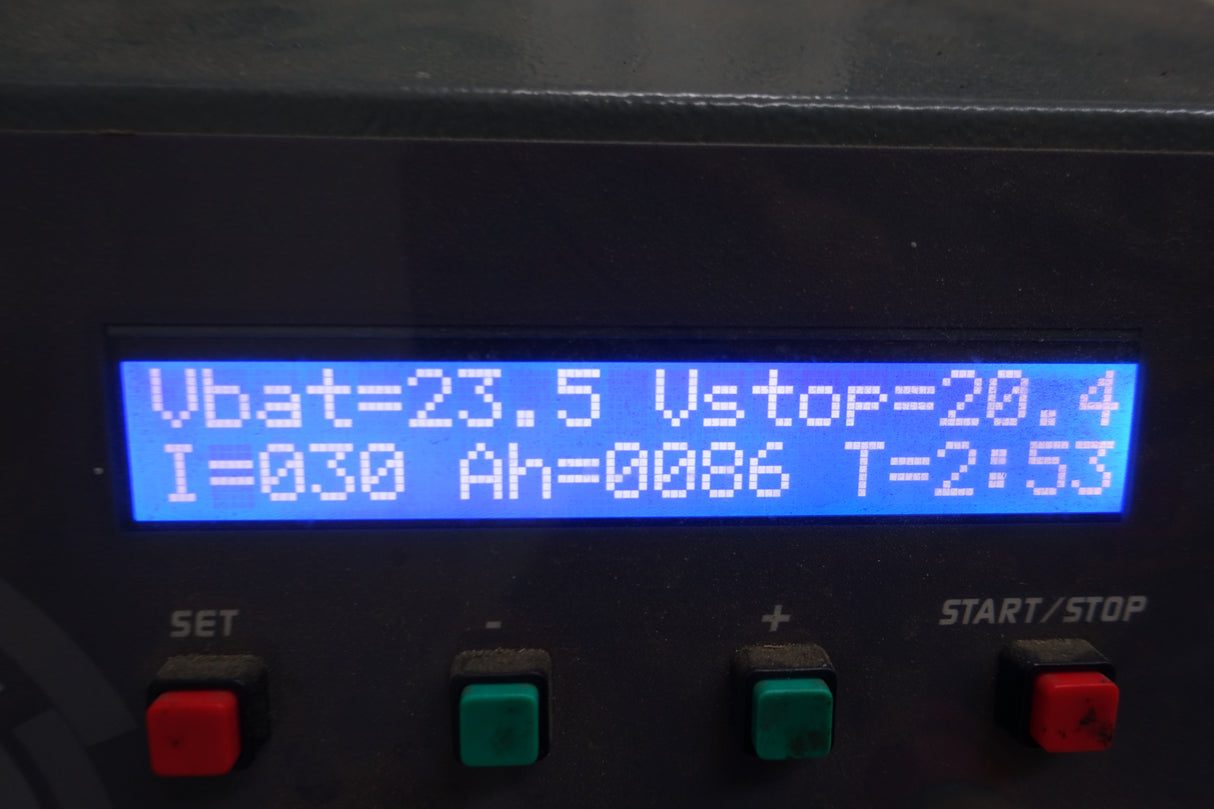 Vbat=23.5 Vstop=20.4
I=030 Ah=0086 T=2:53
SET - + START/STOP